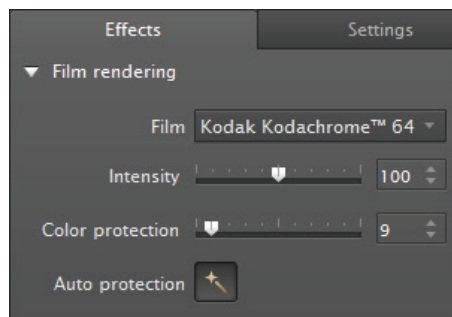 Effects Settings
Film rendering
Film Kodak Kodachrome™ 64
Intensity 100
Color protection 9
Auto protection